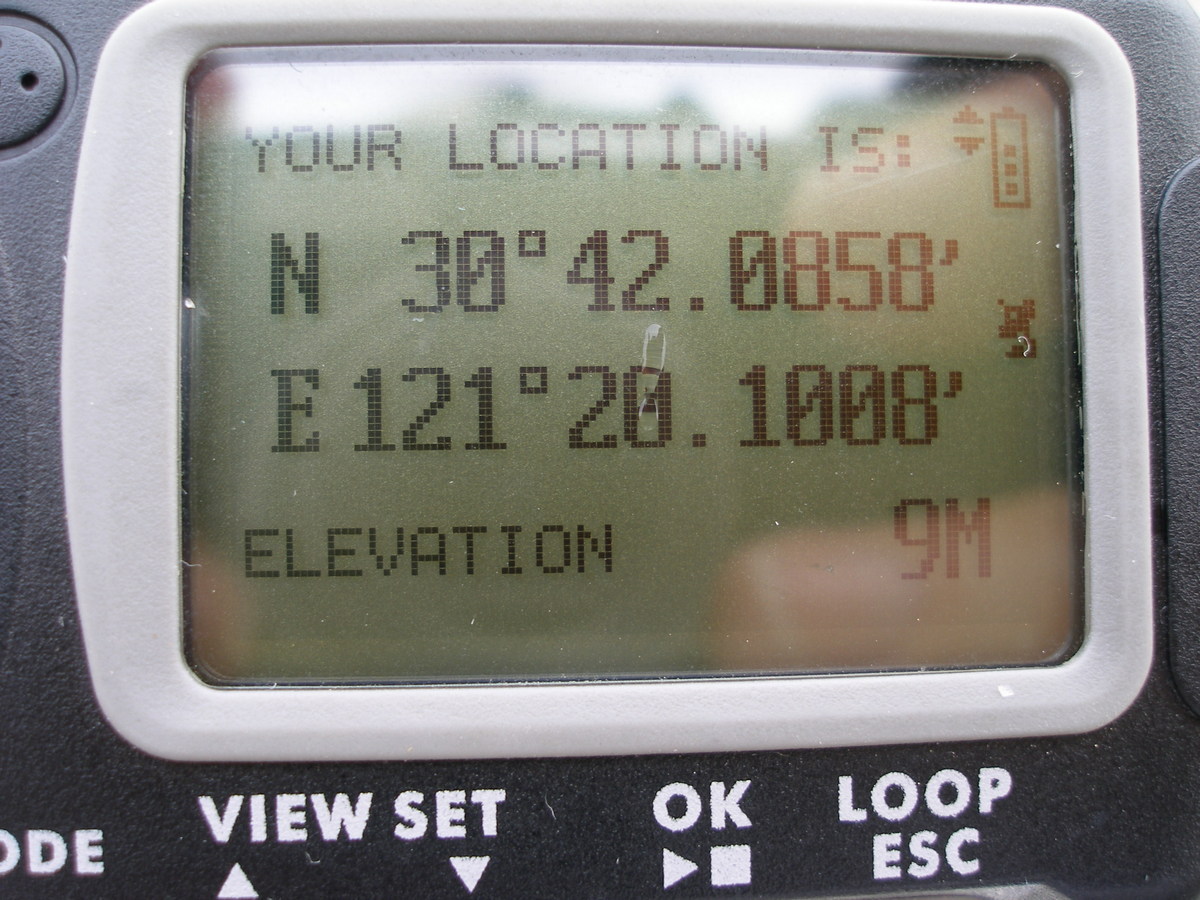 YOUR LOCATION IS:
N 30°42.0858'
E 121°20.1008'
ELEVATION 9M
VIEW SET OK LOOP
ODE ESC